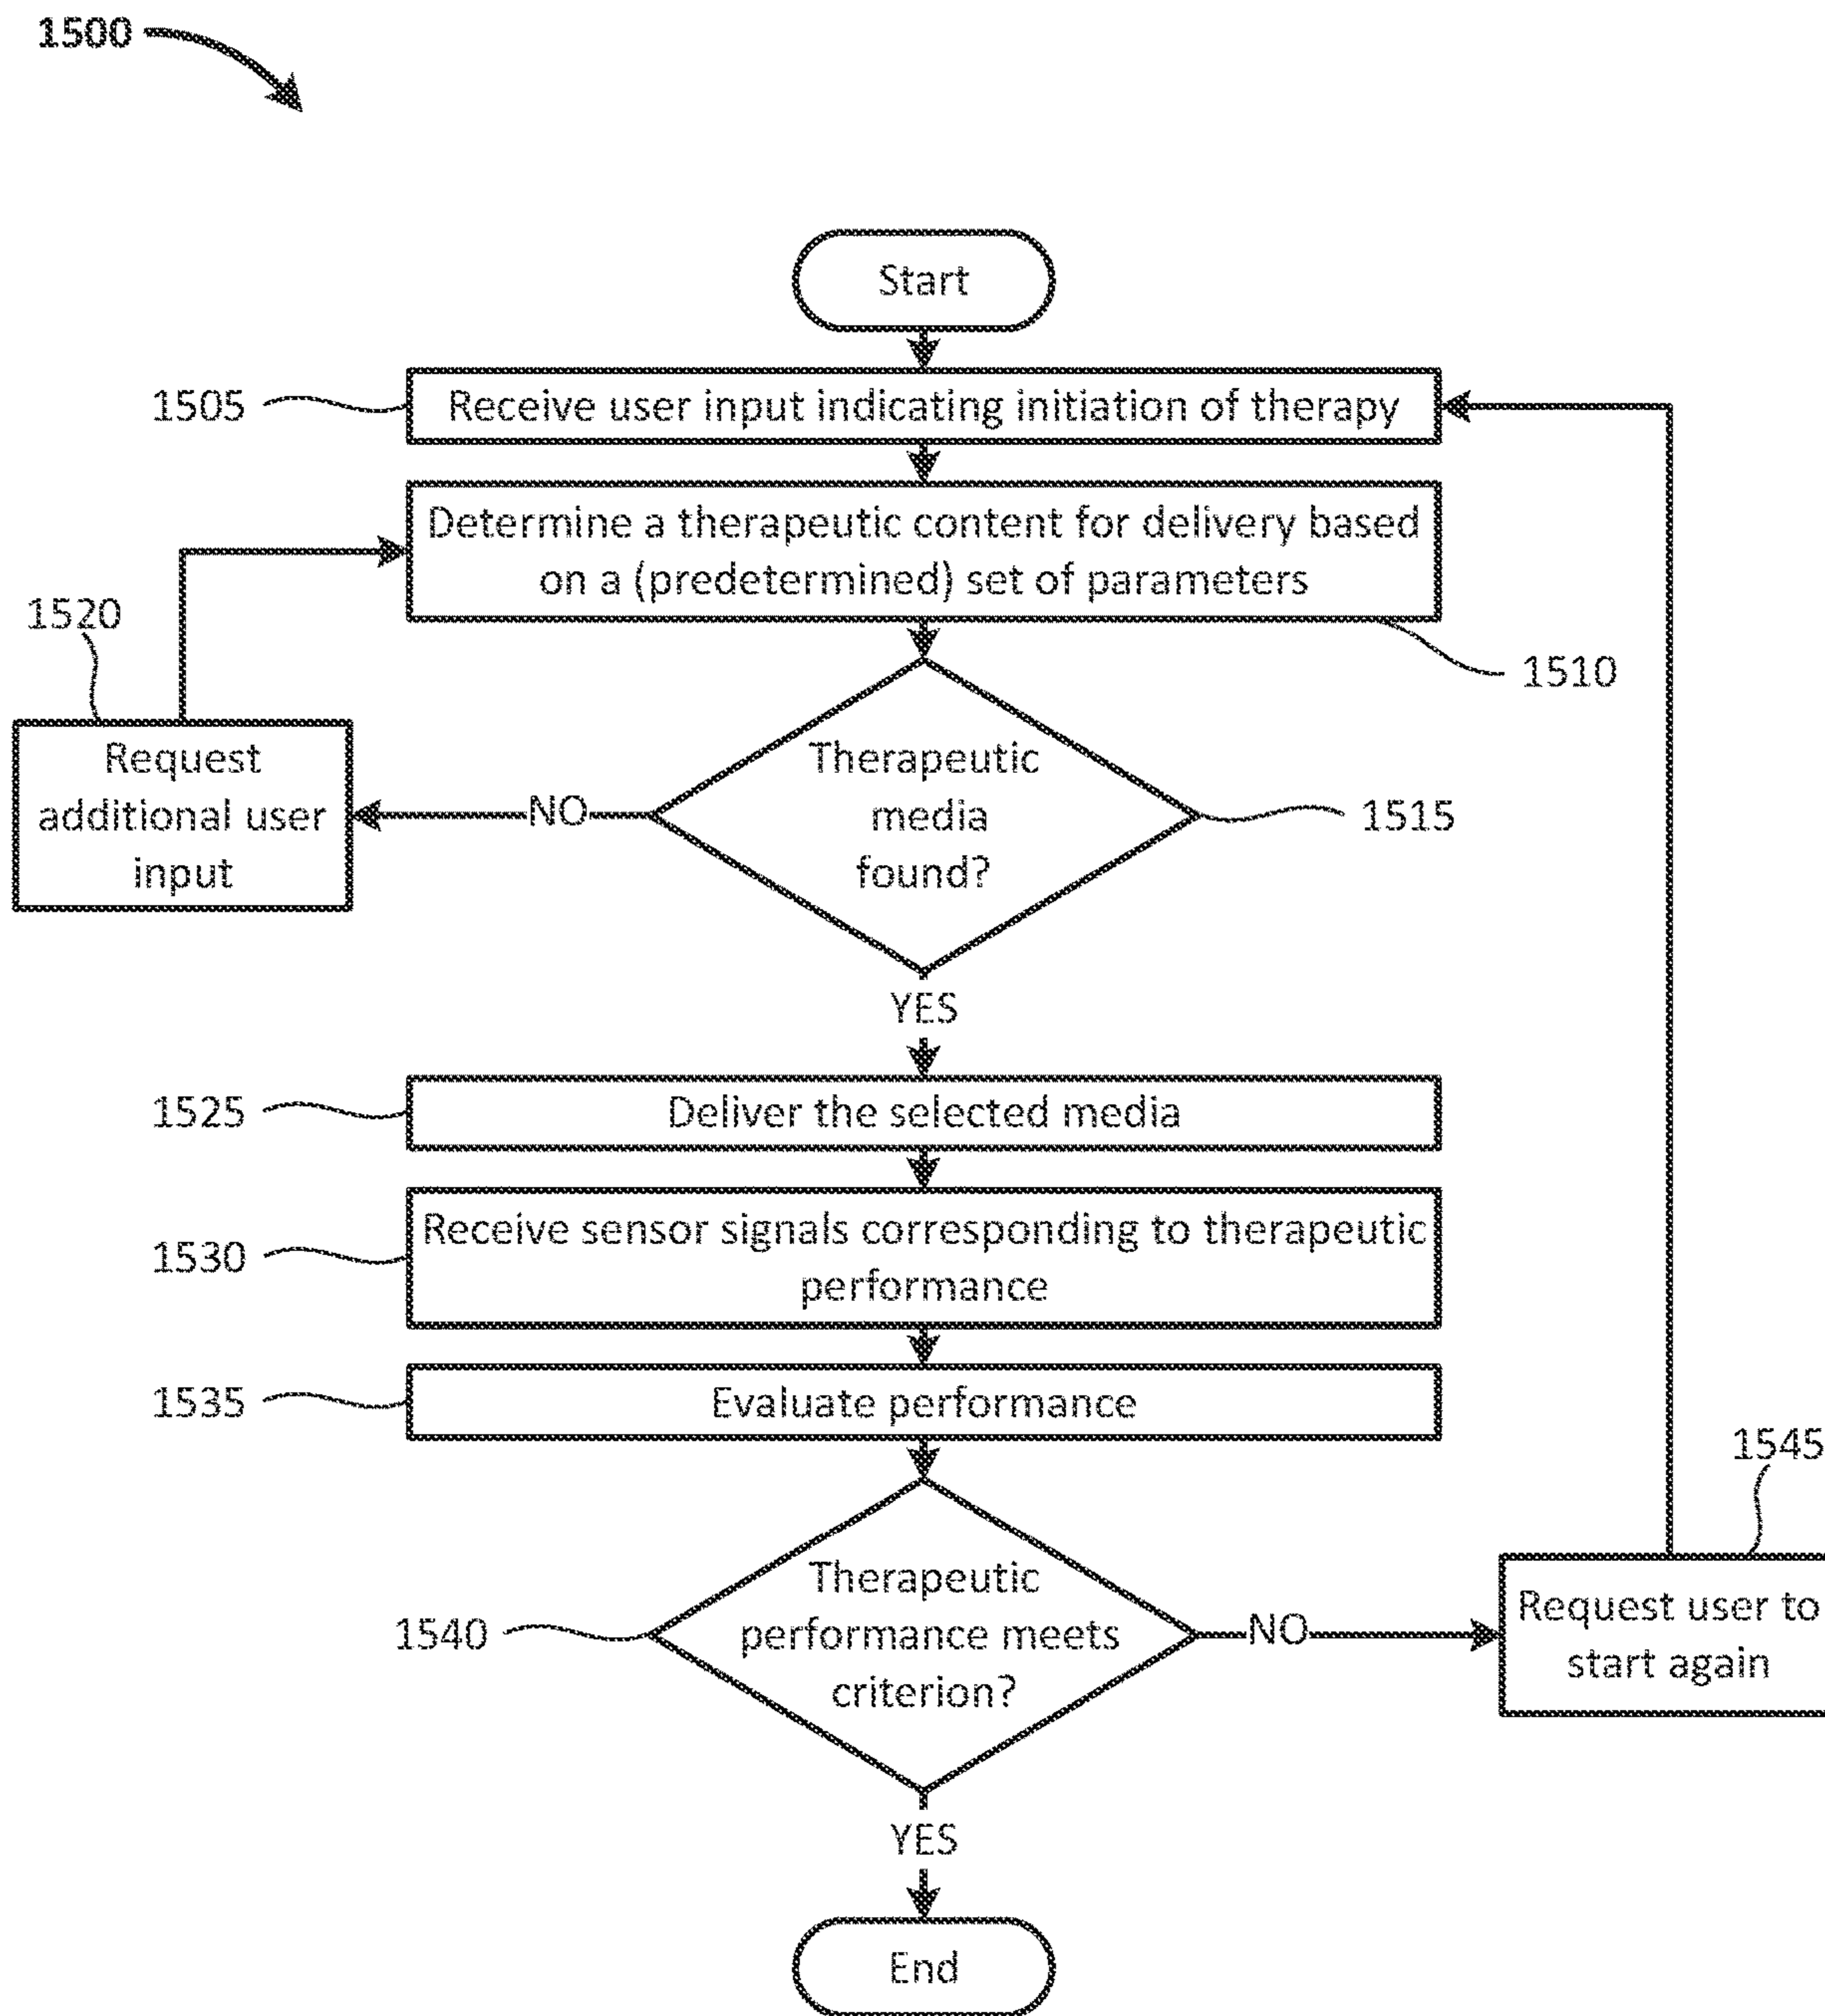 1500
Start
1505
Receive user input indicating initiation of therapy
Determine a therapeutic content for delivery based
on a (predetermined) set of parameters
1520
1510
Request
additional user
input
NO
Therapeutic
media
found?
1515
YES
1525
Deliver the selected media
1530
Receive sensor signals corresponding to therapeutic
performance
1535
Evaluate performance
1545
1540
Therapeutic
performance meets
criterion?
NO
Request user to
start again
YES
End